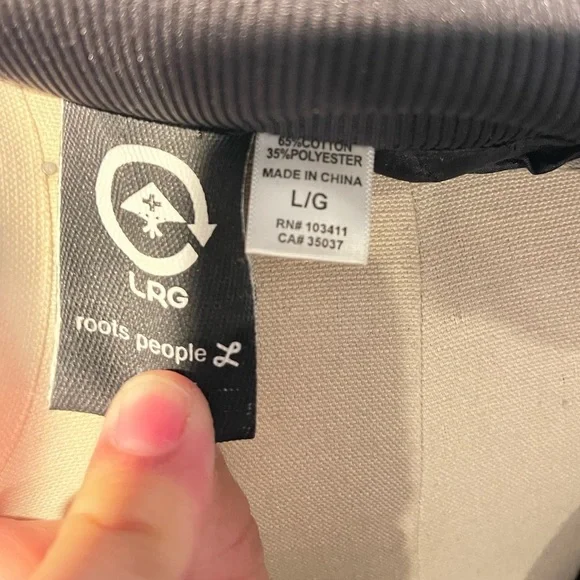 LRG
roots people L
65%COTTON
35%POLYESTER
MADE IN CHINA
L/G
RN# 103411
CA# 35037